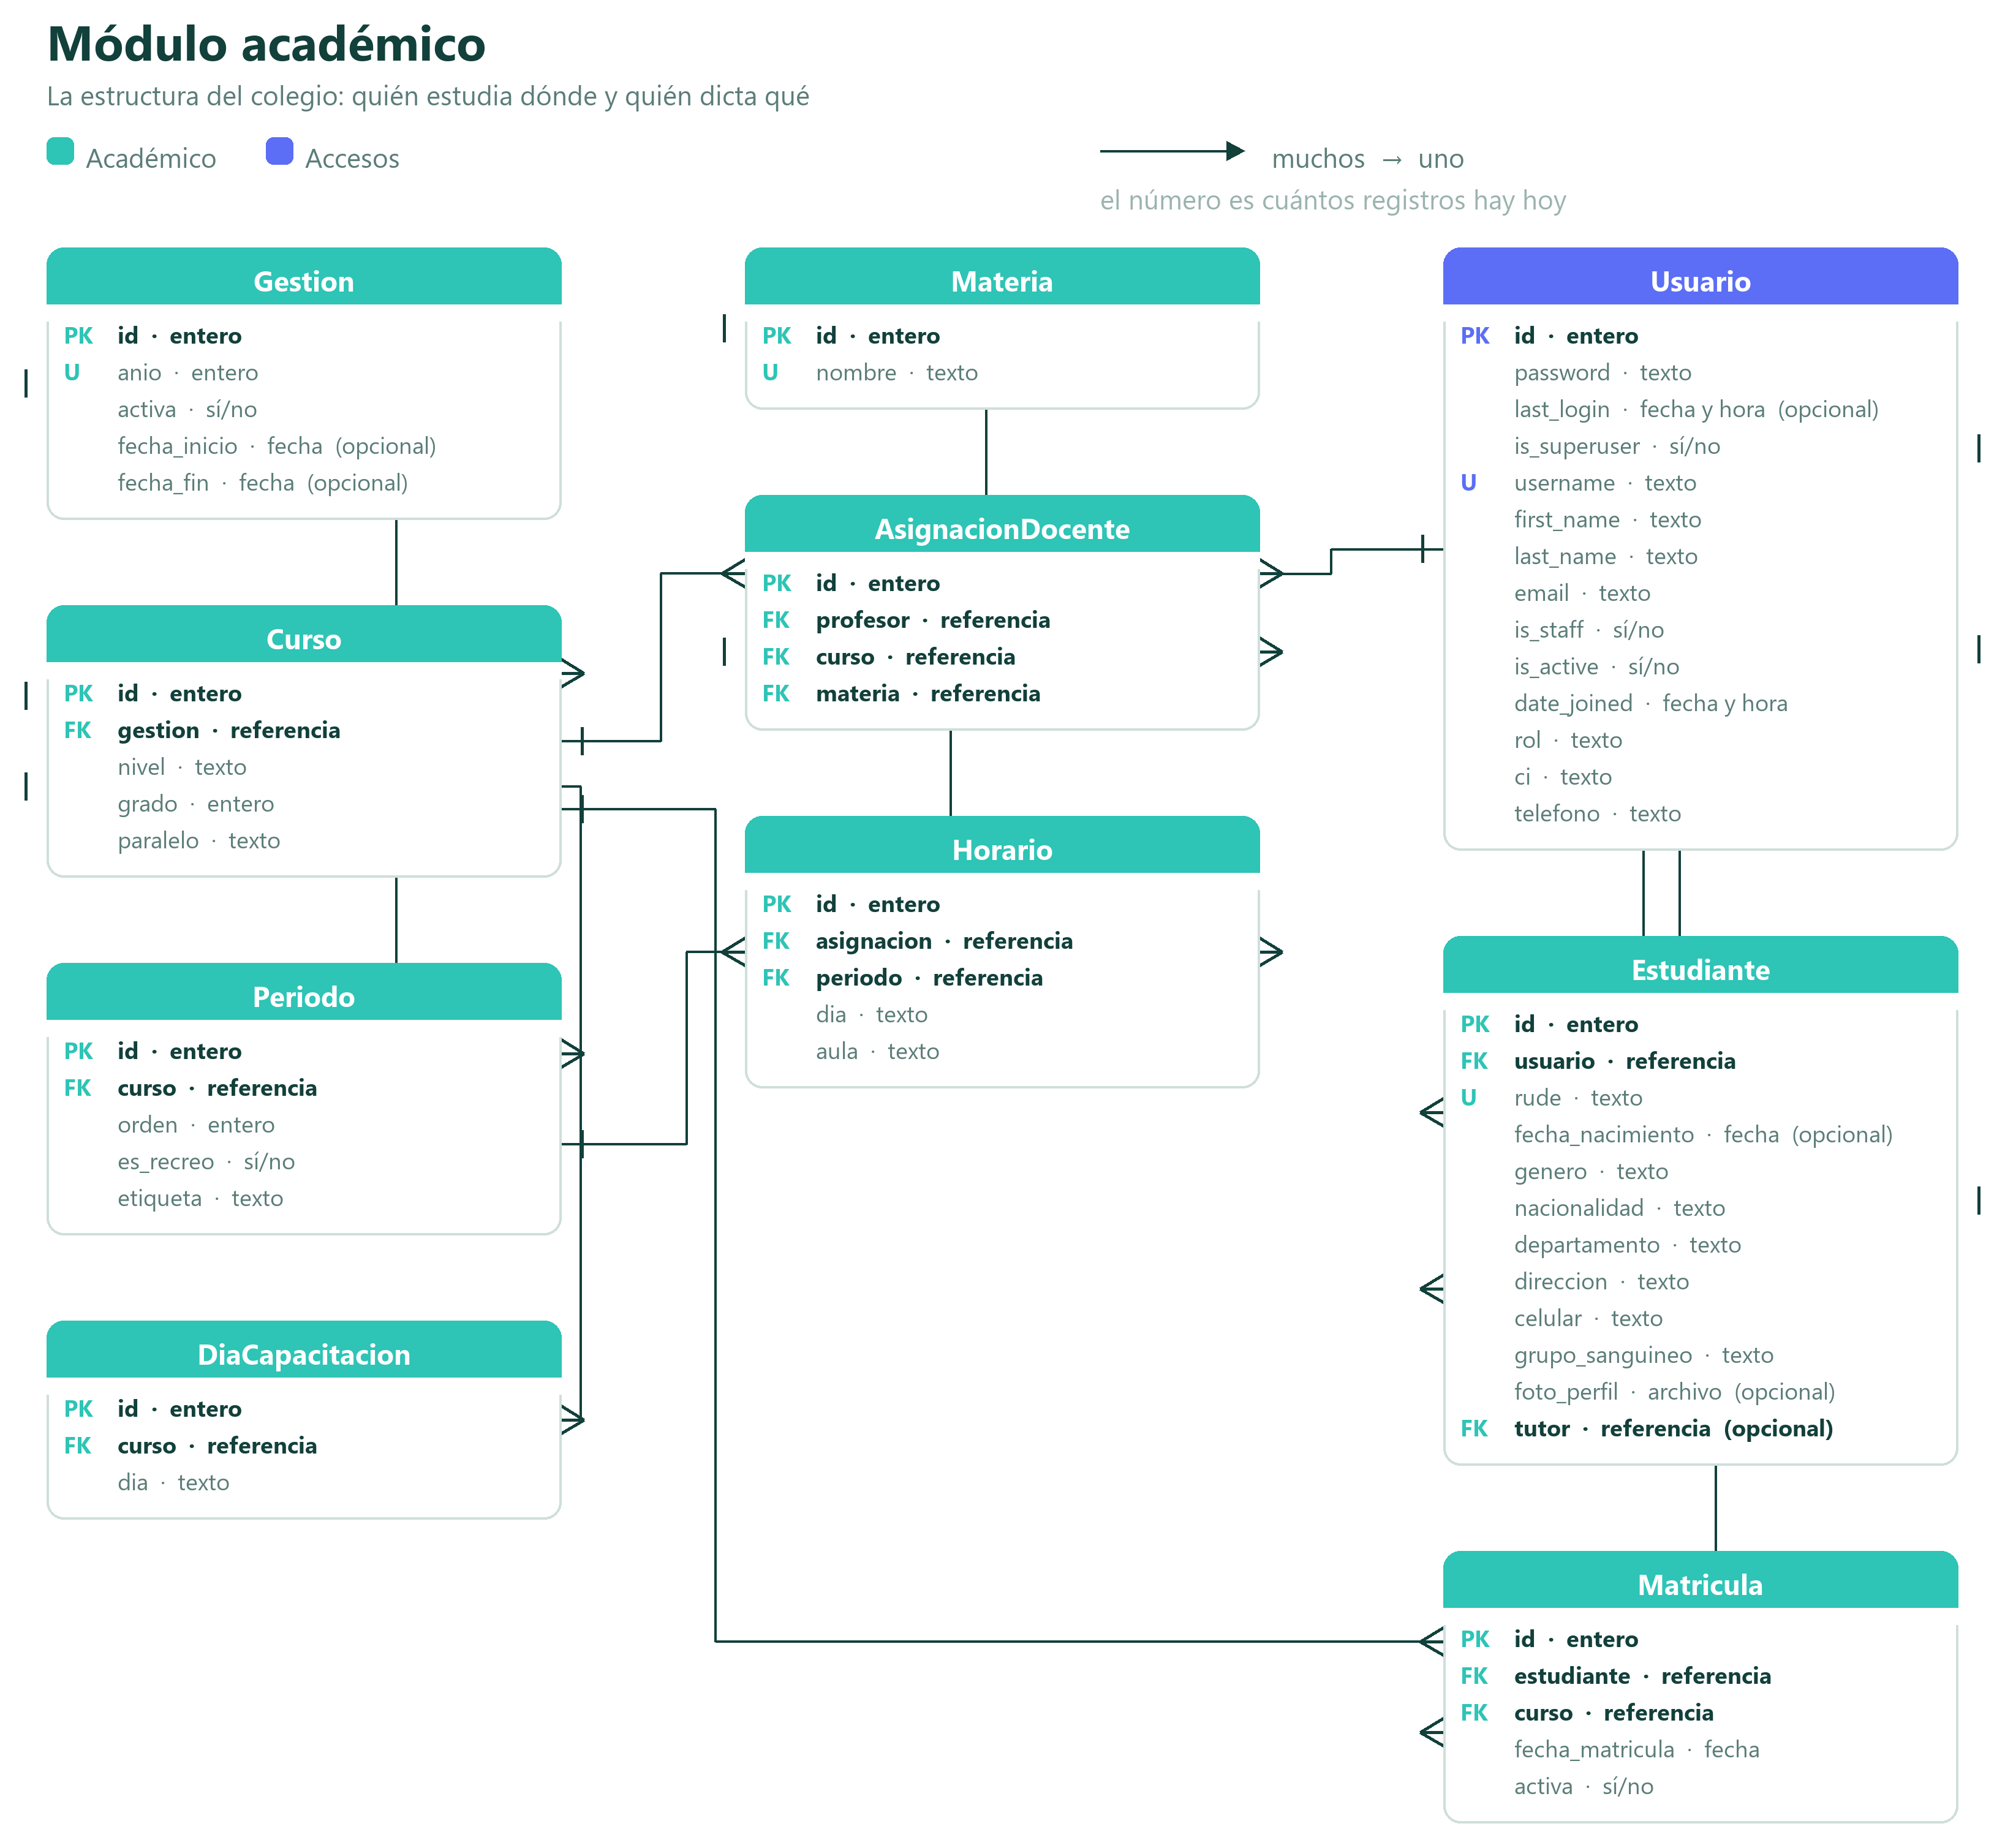 Módulo académico
La estructura del colegio: quién estudia dónde y quién dicta qué
Académico
Accesos
muchos → uno
el número es cuántos registros hay hoy
Gestion
PK id · entero
U anio · entero
activa · sí/no
fecha_inicio · fecha (opcional)
fecha_fin · fecha (opcional)
Curso
PK id · entero
FK gestion · referencia
nivel · texto
grado · entero
paralelo · texto
Periodo
PK id · entero
FK curso · referencia
orden · entero
es_recreo · sí/no
etiqueta · texto
DiaCapacitacion
PK id · entero
FK curso · referencia
dia · texto
Materia
PK id · entero
U nombre · texto
AsignacionDocente
PK id · entero
FK profesor · referencia
FK curso · referencia
FK materia · referencia
Horario
PK id · entero
FK asignacion · referencia
FK periodo · referencia
dia · texto
aula · texto
Usuario
PK id · entero
password · texto
last_login · fecha y hora (opcional)
is_superuser · sí/no
U username · texto
first_name · texto
last_name · texto
email · texto
is_staff · sí/no
is_active · sí/no
date_joined · fecha y hora
rol · texto
ci · texto
telefono · texto
Estudiante
PK id · entero
FK usuario · referencia
U rude · texto
fecha_nacimiento · fecha (opcional)
genero · texto
nacionalidad · texto
departamento · texto
direccion · texto
celular · texto
grupo_sanguineo · texto
foto_perfil · archivo (opcional)
FK tutor · referencia (opcional)
Matricula
PK id · entero
FK estudiante · referencia
FK curso · referencia
fecha_matricula · fecha
activa · sí/no